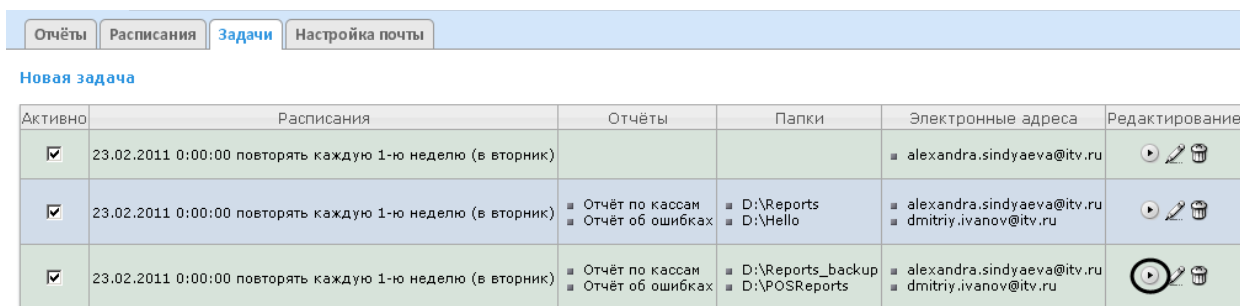 Отчёты Расписания Задачи Настройка почты
Новая задача
Активно Расписания Отчёты Папки Электронные адреса Редактирование
23.02.2011 0:00:00 повторять каждую 1-ю неделю (в вторник) alexandra.sindyaeva@itv.ru
23.02.2011 0:00:00 повторять каждую 1-ю неделю (в вторник) Отчёт по кассам D:\Reports alexandra.sindyaeva@itv.ru
Отчёт об ошибках D:\Hello dmitriy.ivanov@itv.ru
23.02.2011 0:00:00 повторять каждую 1-ю неделю (в вторник) Отчёт по кассам D:\Reports_backup alexandra.sindyaeva@itv.ru
Отчёт об ошибках D:\POSReports dmitriy.ivanov@itv.ru